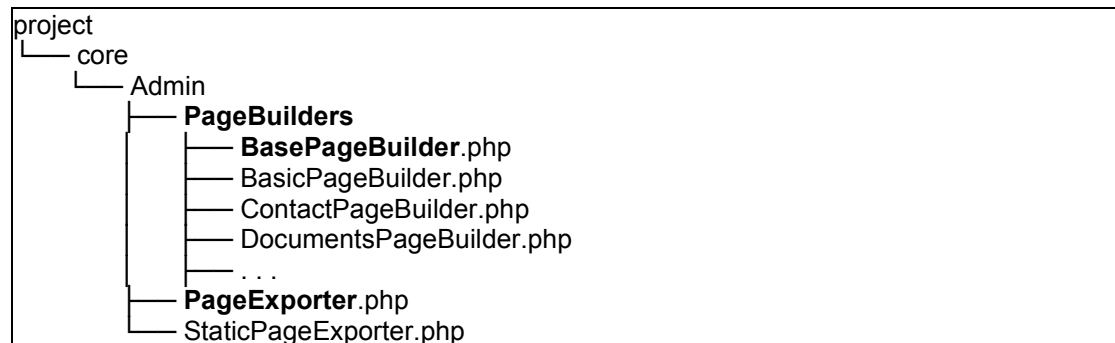 project
core
Admin
PageBuilders
BasePageBuilder.php
BasicPageBuilder.php
ContactPageBuilder.php
DocumentsPageBuilder.php
. . .
PageExporter.php
StaticPageExporter.php